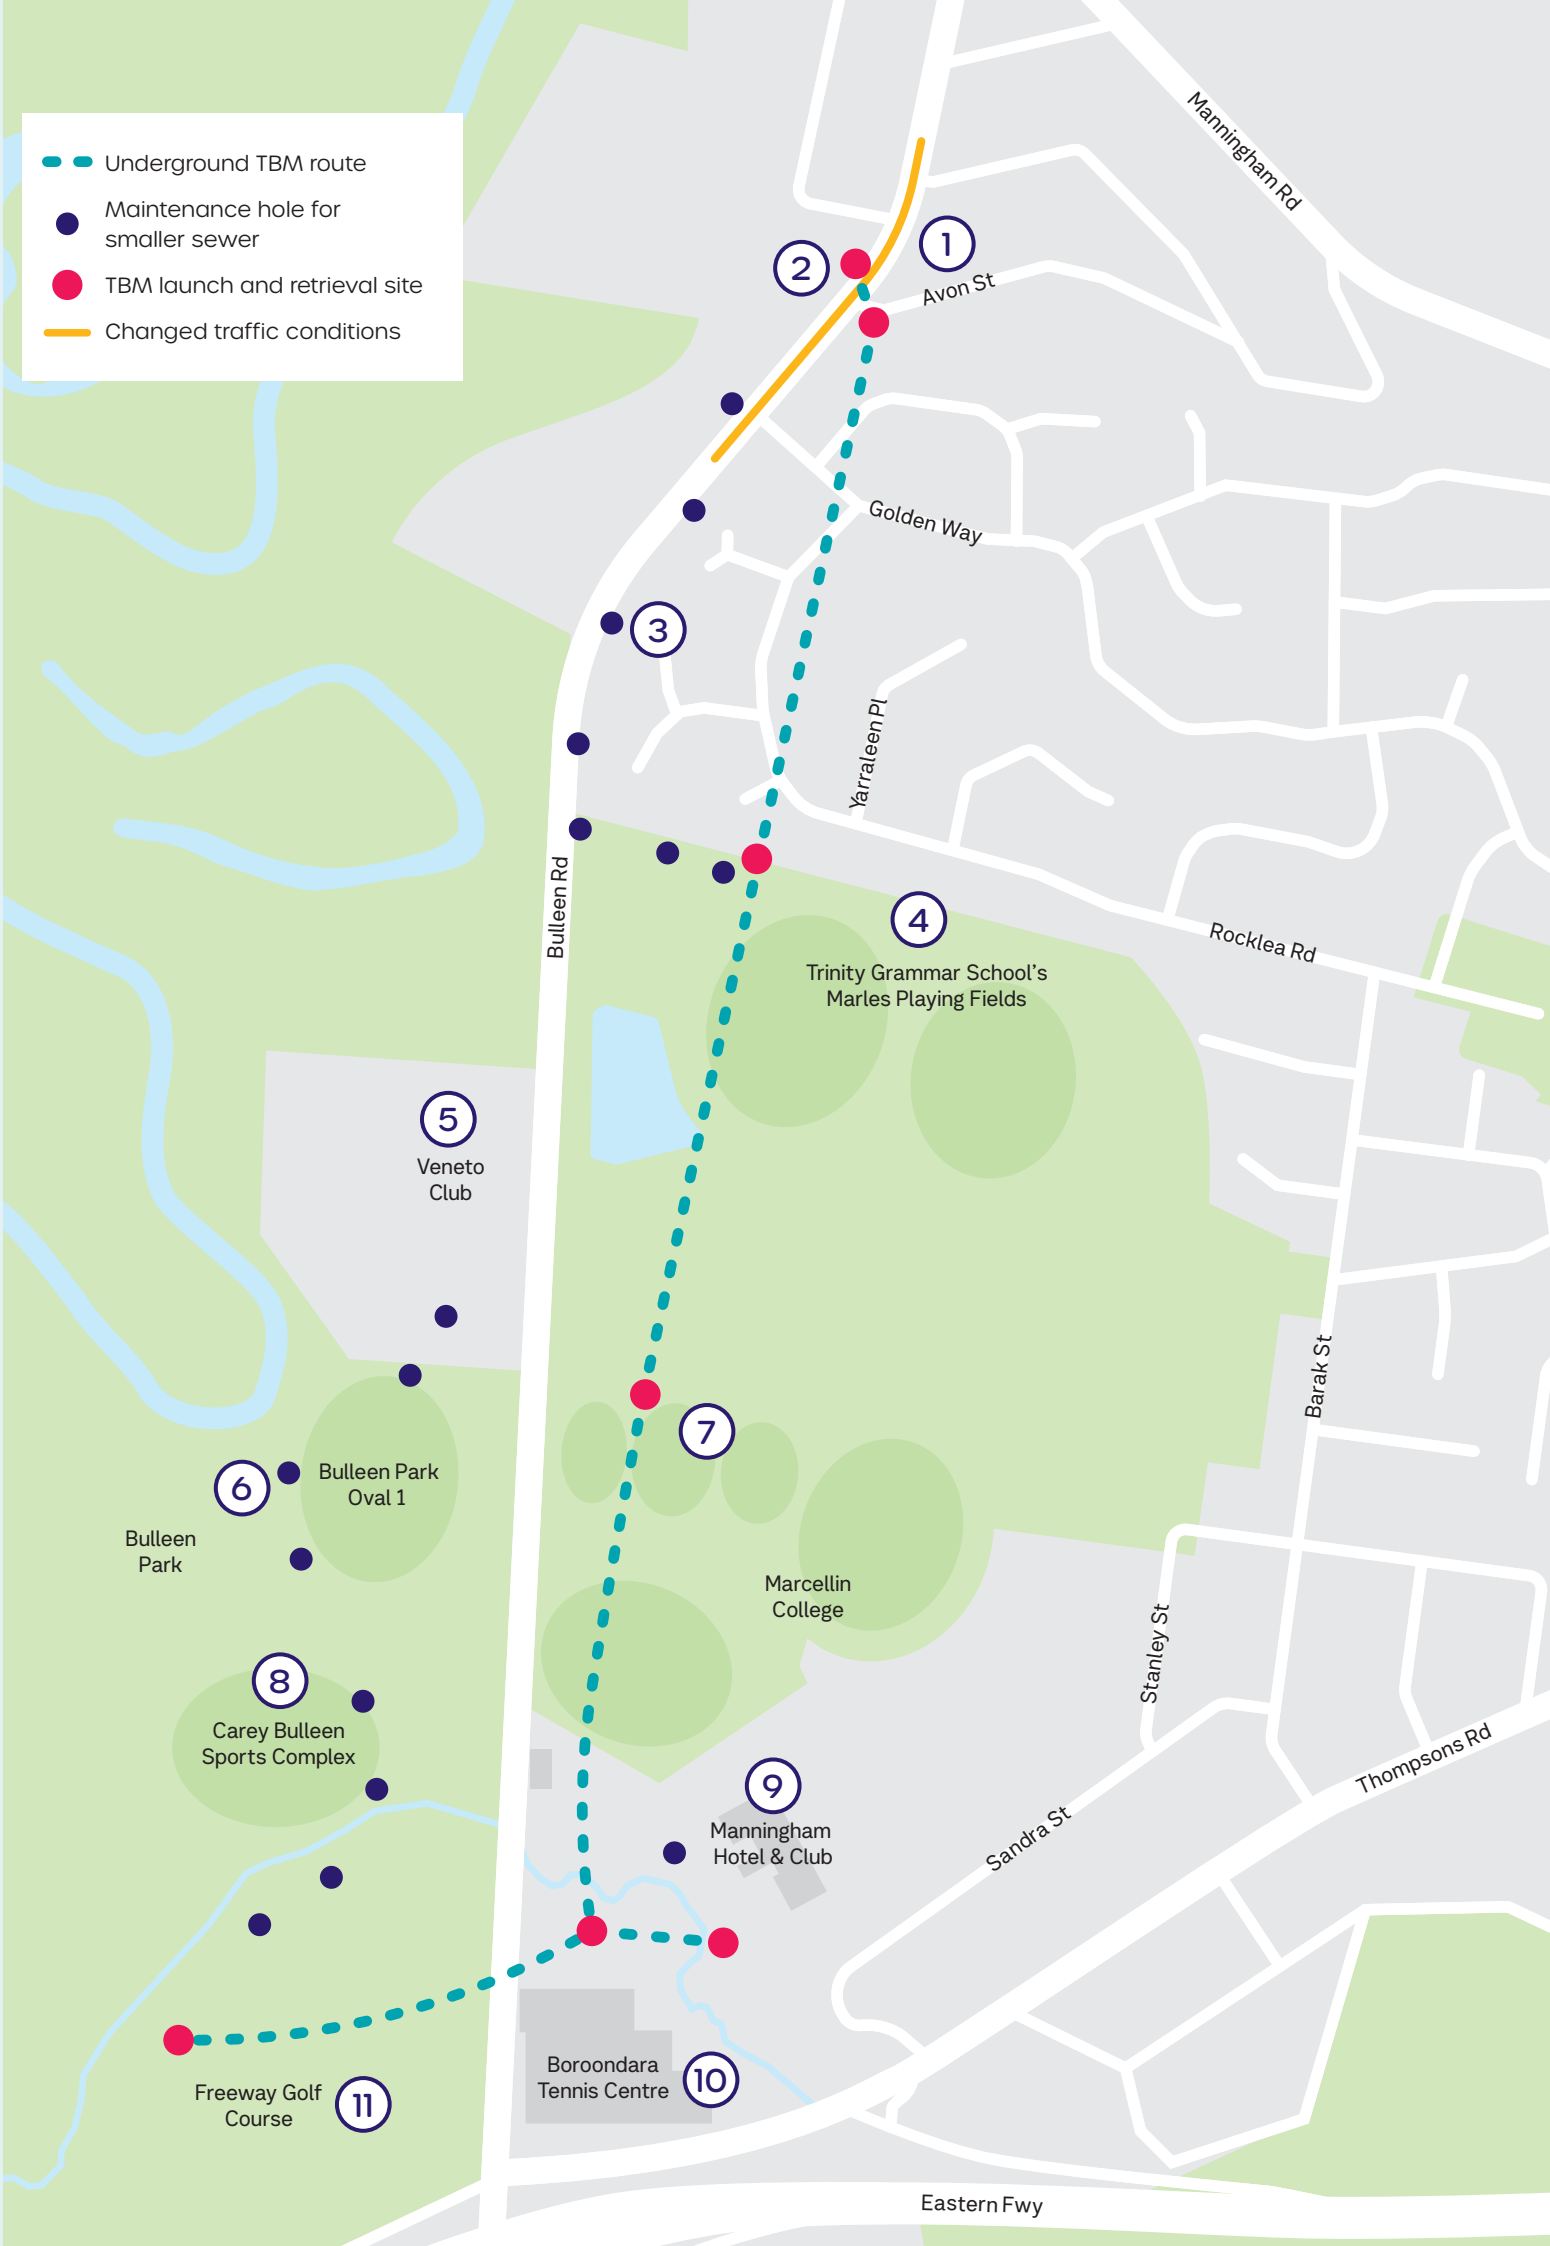 Underground TBM route
Maintenance hole for
smaller sewer
TBM launch and retrieval site
Changed traffic conditions
Manningham Rd
1
2
Avon St
Golden Way
3
Yarraleen Pl
Bulleen Rd
4
Trinity Grammar School’s
Marles Playing Fields
Rocklea Rd
5
Veneto
Club
Barak St
7
6
Bulleen Park
Oval 1
Bulleen
Park
Marcellin
College
Stanley St
8
Carey Bulleen
Sports Complex
Thompsons Rd
9
Manningham
Hotel & Club
Sandra St
Boroondara
Tennis Centre
10
Freeway Golf
Course
11
Eastern Fwy